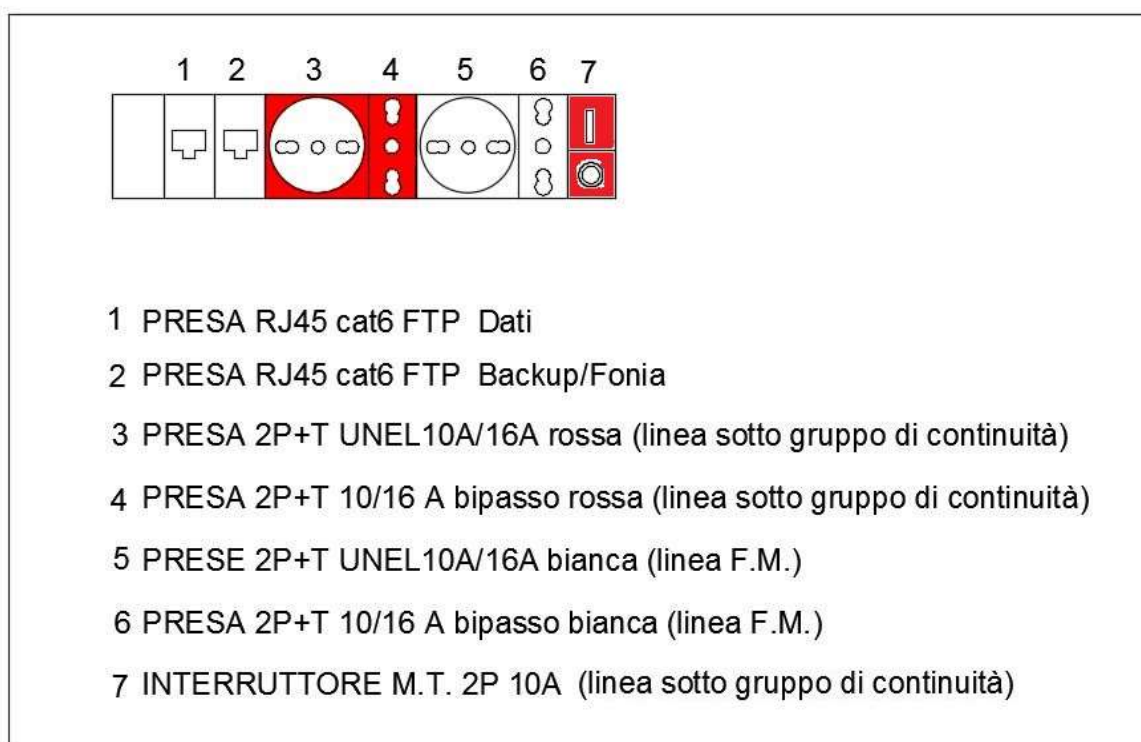 1 2 3 4 5 6 7
1 PRESA RJ45 cat6 FTP Dati
2 PRESA RJ45 cat6 FTP Backup/Fonia
3 PRESA 2P+T UNEL10A/16A rossa (linea sotto gruppo di continuità)
4 PRESA 2P+T 10/16 A bipasso rossa (linea sotto gruppo di continuità)
5 PRESE 2P+T UNEL10A/16A bianca (linea F.M.)
6 PRESA 2P+T 10/16 A bipasso bianca (linea F.M.)
7 INTERRUTTORE M.T. 2P 10A (linea sotto gruppo di continuità)